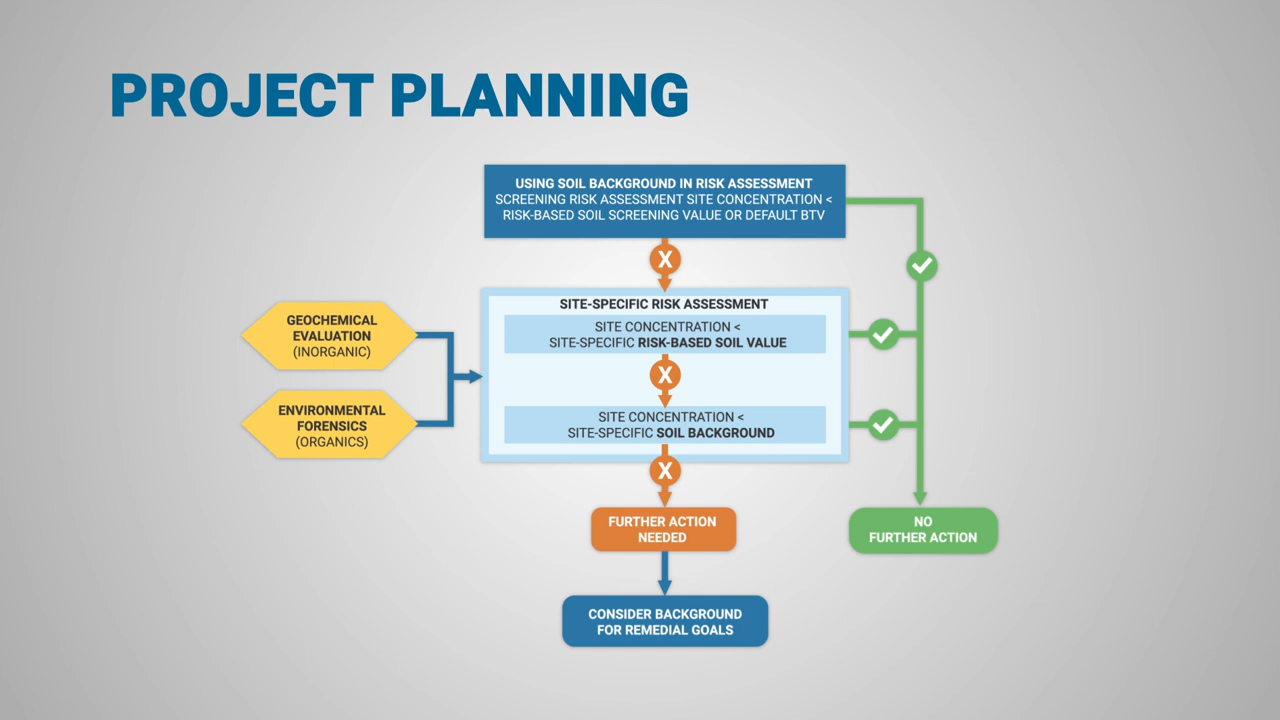 PROJECT PLANNING
USING SOIL BACKGROUND IN RISK ASSESSMENT
SCREENING RISK ASSESSMENT SITE CONCENTRATION <
RISK-BASED SOIL SCREENING VALUE OR DEFAULT BTV
X
SITE-SPECIFIC RISK ASSESSMENT
SITE CONCENTRATION <
SITE-SPECIFIC RISK-BASED SOIL VALUE
X
SITE CONCENTRATION <
SITE-SPECIFIC SOIL BACKGROUND
X
GEOCHEMICAL
EVALUATION
(INORGANIC)
ENVIRONMENTAL
FORENSICS
(ORGANICS)
FURTHER ACTION
NEEDED
NO
FURTHER ACTION
CONSIDER BACKGROUND
FOR REMEDIAL GOALS